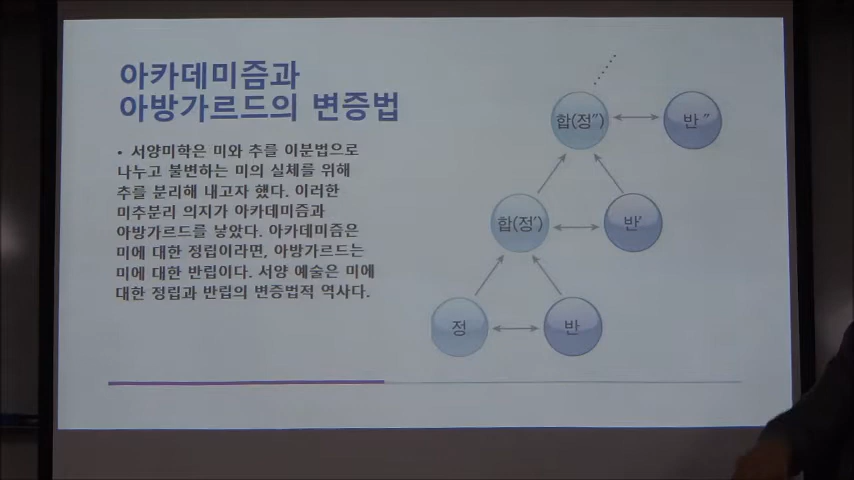 아카데미즘과
아방가르드의 변증법
• 서양미학은 미와 추를 이분법으로
나누고 불변하는 미의 실체를 위해
추를 분리해 내고자 했다. 이러한
미추분리 의지가 아카데미즘과
아방가르드를 낳았다. 아카데미즘은
미에 대한 정립이라면, 아방가르드는
미에 대한 반립이다. 서양 예술은 미에
대한 정립과 반립의 변증법적 역사다.
합(정″) 반 ″
합(정′) 반′
정 반